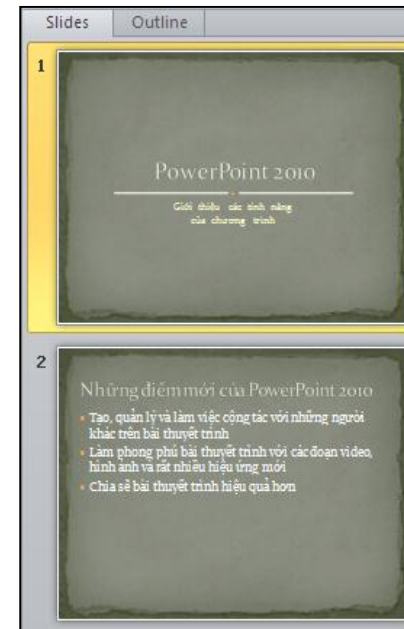 Slides Outline
1
PowerPoint 2010
Giới thiệu các tính năng
của chương trình
2
Những điểm mới của PowerPoint 2010
Tạo, quản lý và làm việc cộng tác với những người
khác trên bài thuyết trình
Làm phong phú bài thuyết trình với các đoạn video,
hình ảnh và rất nhiều hiệu ứng mới
Chia sẽ bài thuyết trình hiệu quả hơn